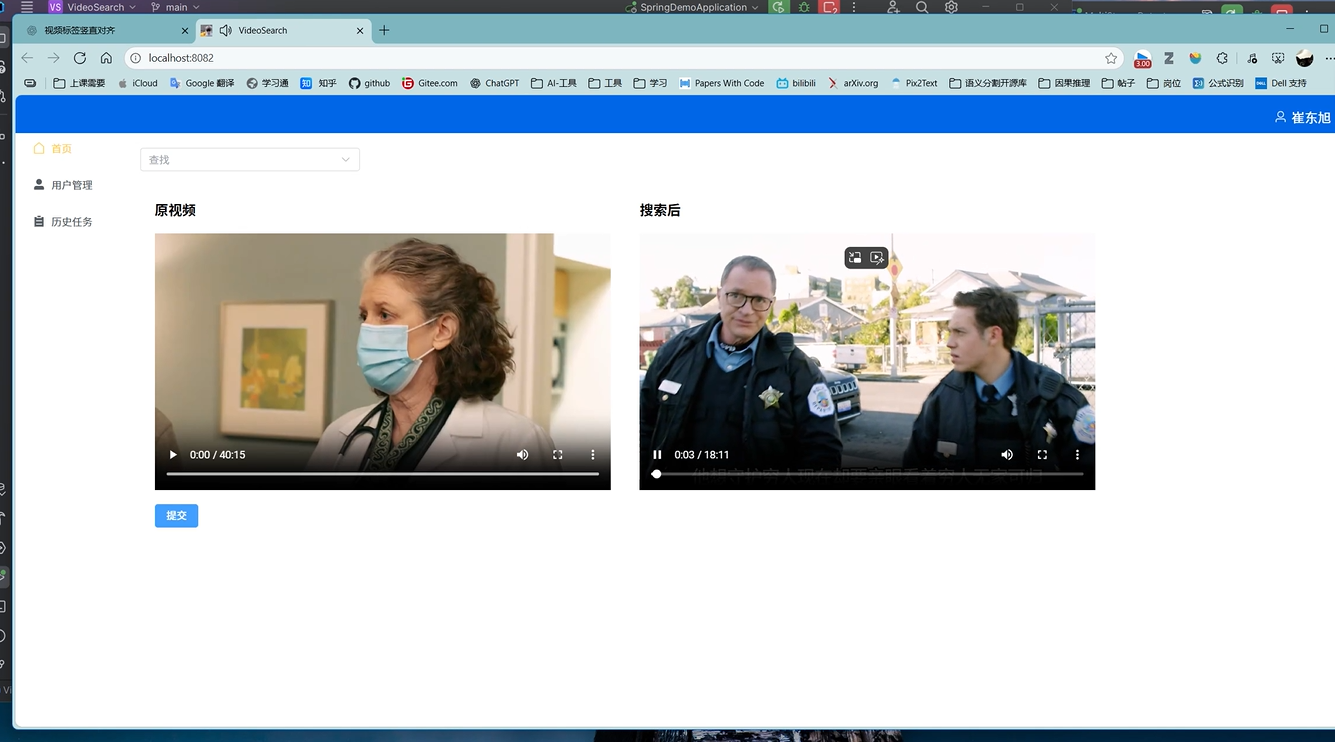 VS VideoSearch main SpringDemoApplication
视频标签竖直对齐 VideoSearch
localhost:8082
3.00
上课需要 iCloud Google 翻译 学习通 知乎 github Gitee.com ChatGPT AI-工具 工具 学习 Papers With Code bilibili arXiv.org Pix2Text 语义分割开源库 因果推理 帖子 岗位 公式识别 Dell 支持
崔东旭
首页
查找
用户管理
历史任务
原视频 搜索后
0:00 / 40:15 0:03 / 18:11
提交